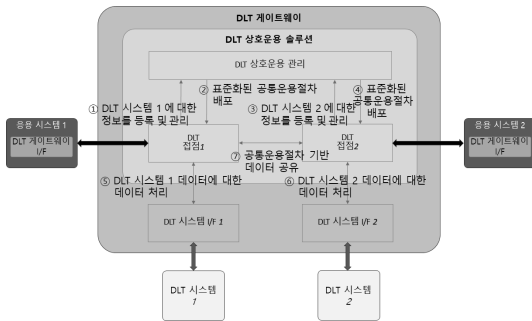 DLT 게이트웨이
DLT 상호운용 솔루션
DLT 상호운용 관리
① DLT 시스템 1에 대한
정보를 등록 및 관리
② 표준화된 공통운용절차
배포
③ DLT 시스템 2에 대한
정보를 등록 및 관리
④ 표준화된
공통운용절차
배포
응용 시스템 1
DLT 게이트웨이
I/F
DLT
접점1
⑦ 공통운용절차 기반
데이터 공유
DLT
접점2
응용 시스템 2
DLT 게이트웨이
I/F
⑤ DLT 시스템 1 데이터에 대한
데이터 처리
⑥ DLT 시스템 2 데이터에 대한
데이터 처리
DLT 시스템 I/F 1
DLT 시스템 I/F 2
DLT 시스템
1
DLT 시스템
2